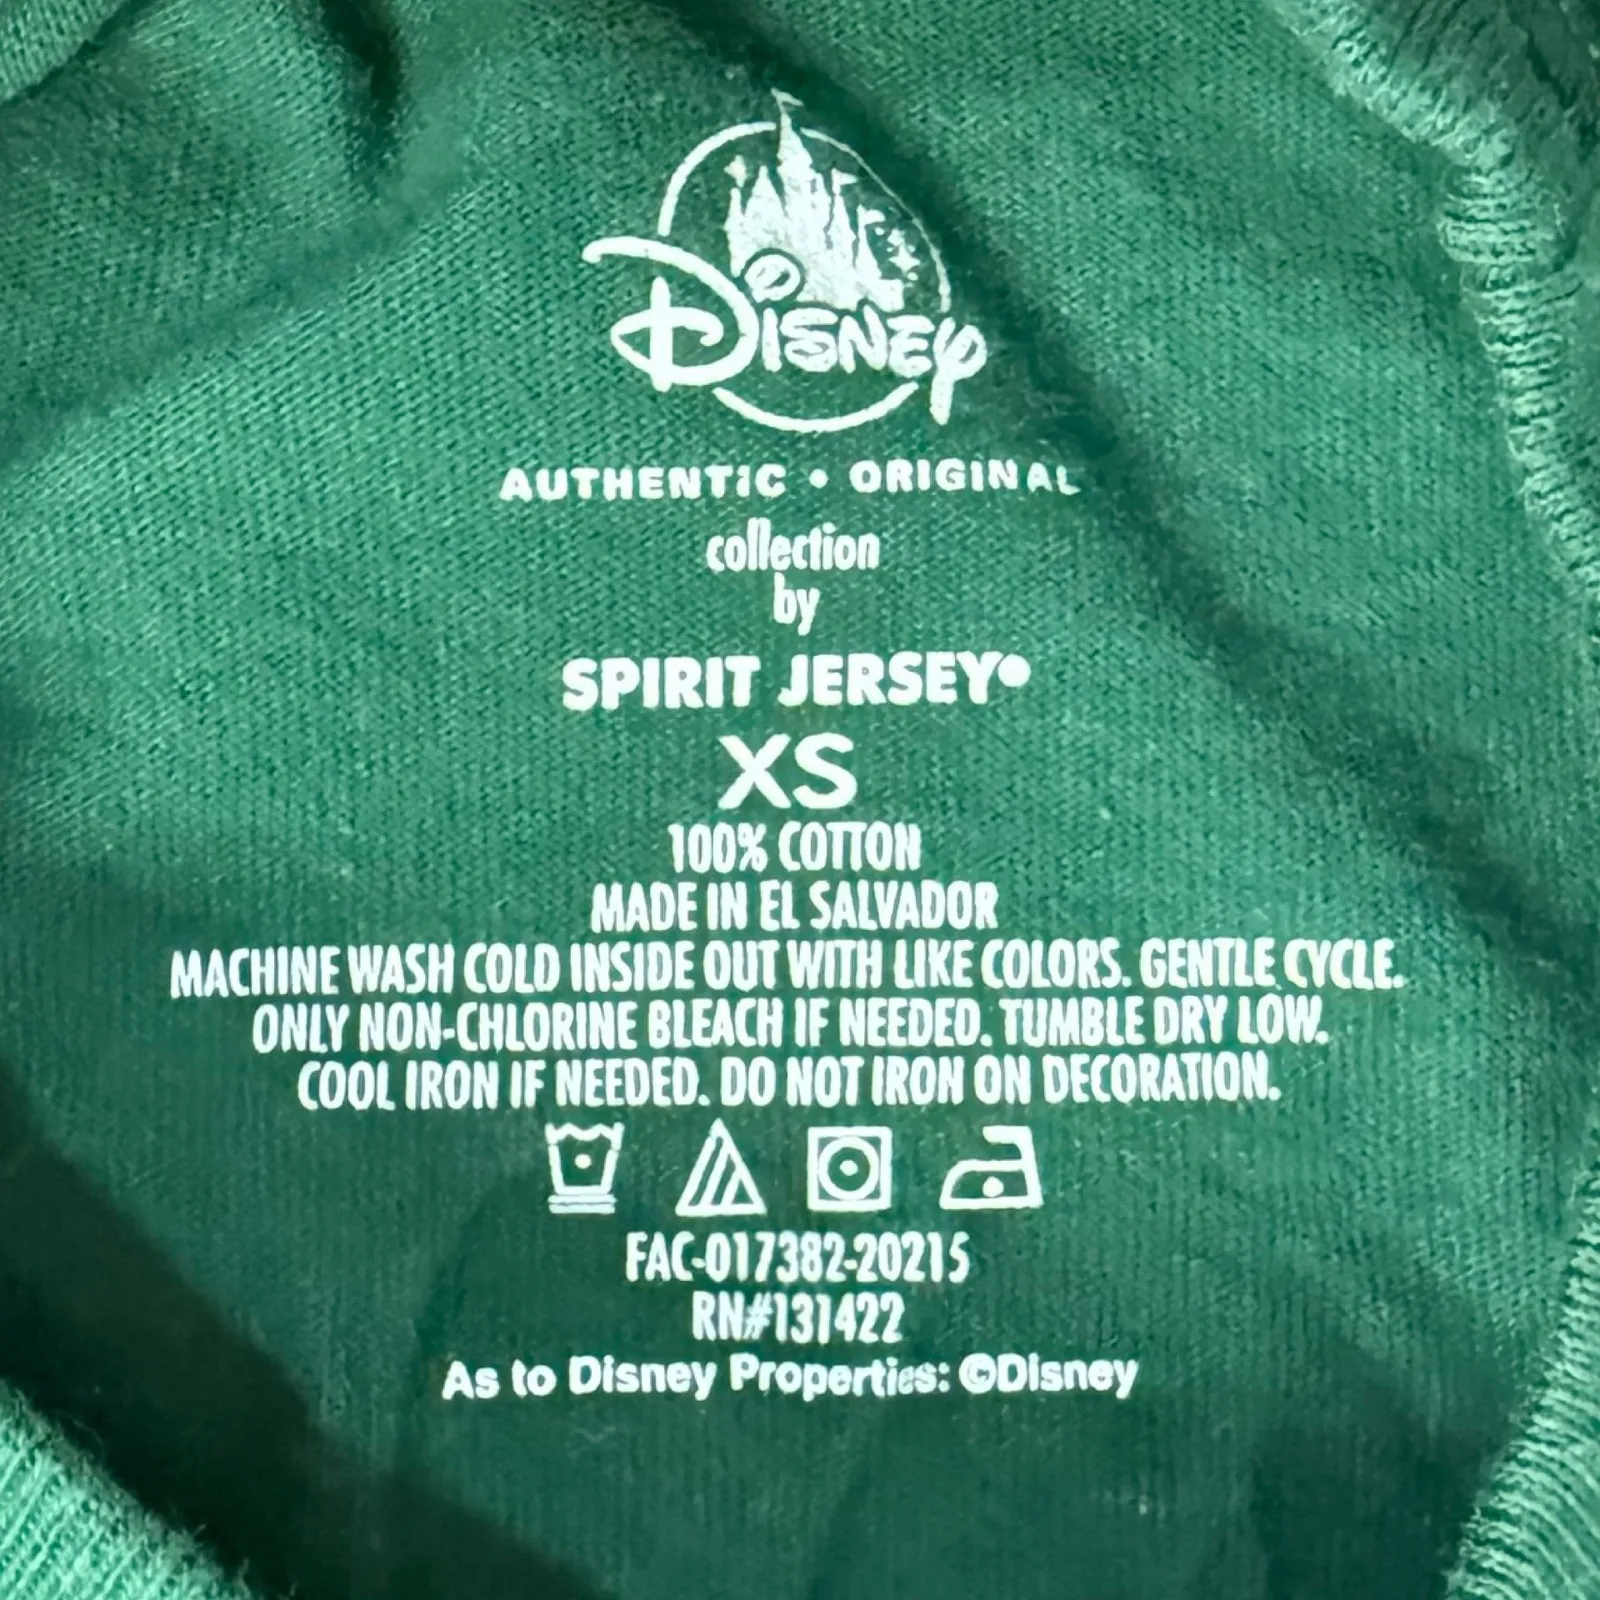 Disney
AUTHENTIC • ORIGINAL
collection
by
SPIRIT JERSEY®
XS
100% COTTON
MADE IN EL SALVADOR
MACHINE WASH COLD INSIDE OUT WITH LIKE COLORS. GENTLE CYCLE.
ONLY NON-CHLORINE BLEACH IF NEEDED. TUMBLE DRY LOW.
COOL IRON IF NEEDED. DO NOT IRON ON DECORATION.
FAC-017382-20215
RN#131422
As to Disney Properties: ©Disney